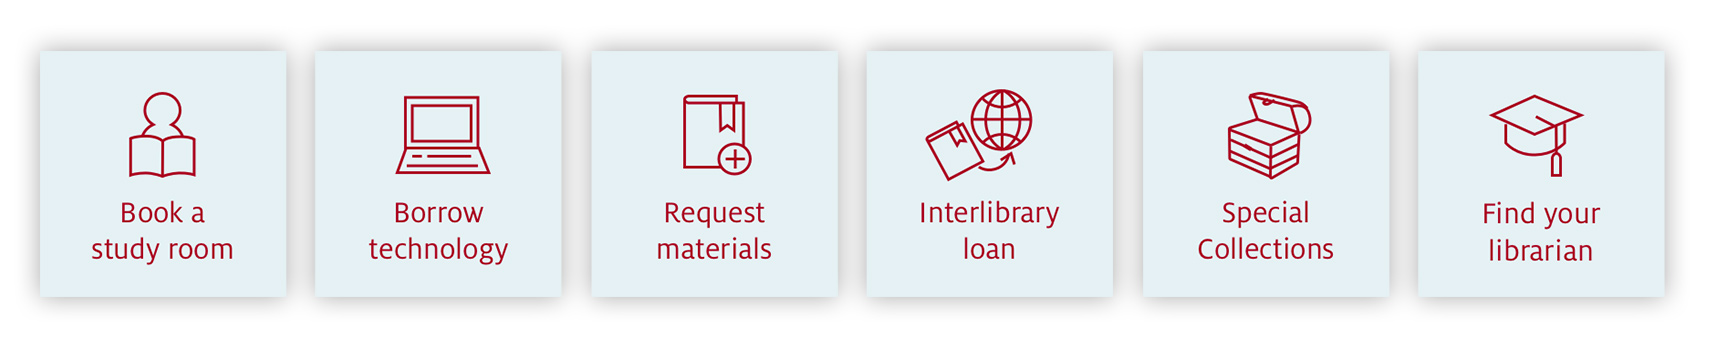 Book a
study room
Borrow
technology
Request
materials
Interlibrary
loan
Special
Collections
Find your
librarian